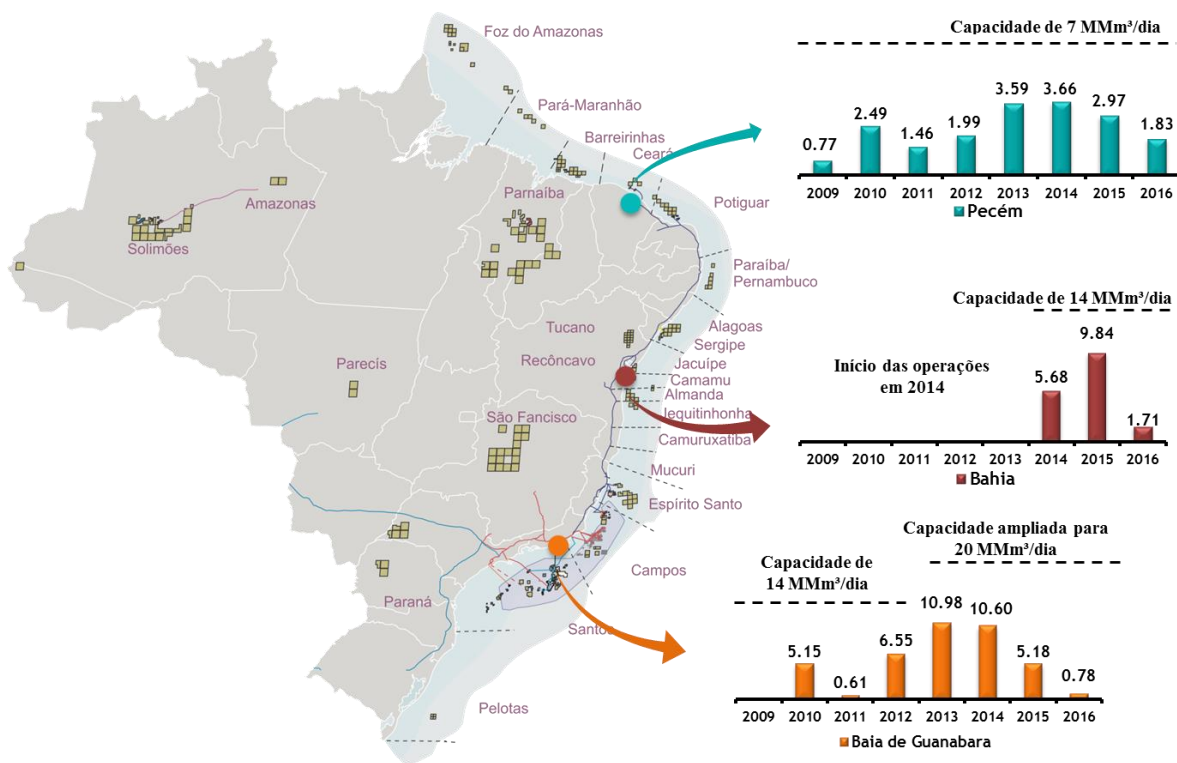 Foz do Amazonas
Pará-Maranhão
Barreirinhas
Ceará
Potiguar
Parnaíba
Amazonas
Solimões
Paraíba/
Pernambuco
Alagoas
Sergipe
Tucano
Recôncavo
Jacuípe
Camamu
Almanda
Jequitinhonha
Camuruxatiba
Mucuri
Espírito Santo
Parecís
São Fancisco
Campos
Paraná
Santos
Pelotas
Capacidade de 7 MMm³/dia
0.77
2.49
1.46
1.99
3.59
3.66
2.97
1.83
2009 2010 2011 2012 2013 2014 2015 2016
Pecém
Capacidade de 14 MMm³/dia
Início das operações
em 2014
5.68
9.84
1.71
2009 2010 2011 2012 2013 2014 2015 2016
Bahia
Capacidade ampliada para
20 MMm³/dia
Capacidade de
14 MMm³/dia
5.15
0.61
6.55
10.98
10.60
5.18
0.78
2009 2010 2011 2012 2013 2014 2015 2016
Baia de Guanabara